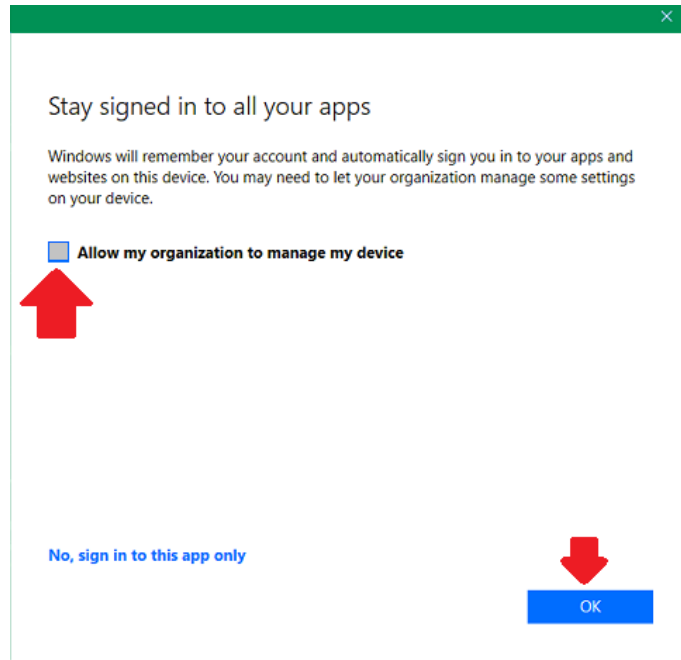 Stay signed in to all your apps
Windows will remember your account and automatically sign you in to your apps and
websites on this device. You may need to let your organization manage some settings
on your device.
Allow my organization to manage my device
No, sign in to this app only
OK